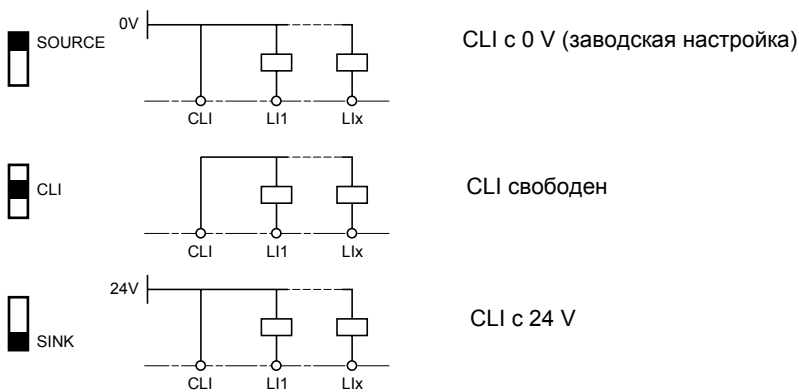 0V
SOURCE
CLI с 0 V (заводская настройка)
CLI LI1 LIx
CLI
CLI свободен
CLI LI1 LIx
24V
CLI с 24 V
SINK
CLI LI1 LIx